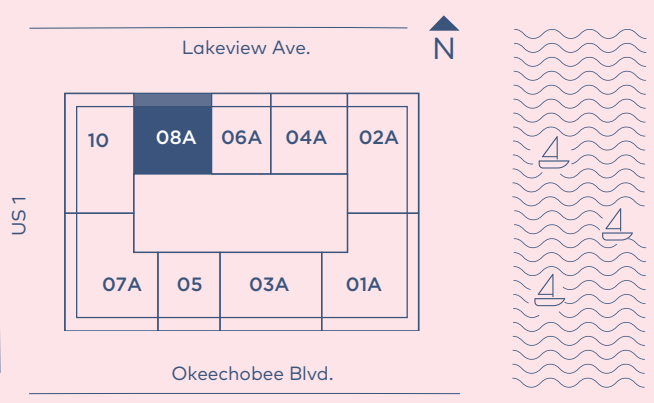 Lakeview Ave.
N
10
08A
06A
04A
02A
US 1
07A
05
03A
01A
Okeechobee Blvd.